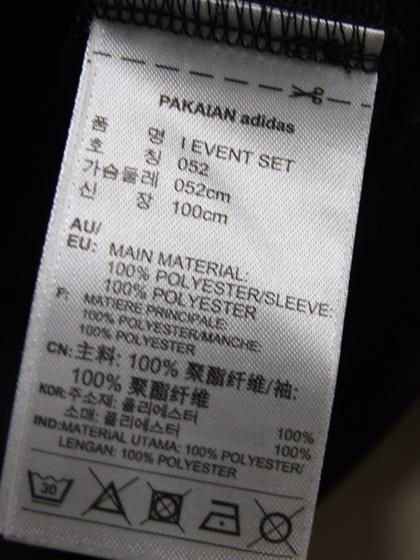 PAKAIAN adidas
품 명 I EVENT SET
호 칭 052
가슴둘레 052cm
신 장 100cm
AU/
EU: MAIN MATERIAL:
100% POLYESTER/SLEEVE:
100% POLYESTER
F: MATIERE PRINCIPALE:
100% POLYESTER/MANCHE:
100% POLYESTER
CN: 主料: 100% 聚酯纤维/袖:
100% 聚酯纤维
KOR: 주소재: 폴리에스터 100%
소매: 폴리에스터 100%
IND: MATERIAL UTAMA: 100% POLYESTER/
LENGAN: 100% POLYESTER
30